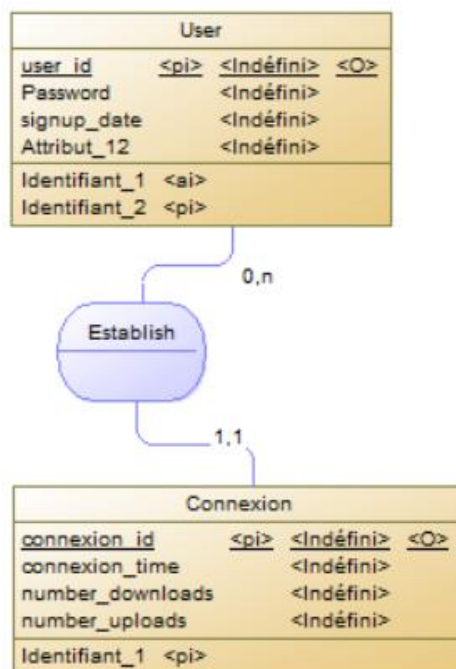 User
user_id <pi> <Indéfini> <O>
Password <Indéfini>
signup_date <Indéfini>
Attribut_12 <Indéfini>
Identifiant_1 <ai>
Identifiant_2 <pi>
0,n
Establish
1,1
Connexion
connexion_id <pi> <Indéfini> <O>
connexion_time <Indéfini>
number_downloads <Indéfini>
number_uploads <Indéfini>
Identifiant_1 <pi>